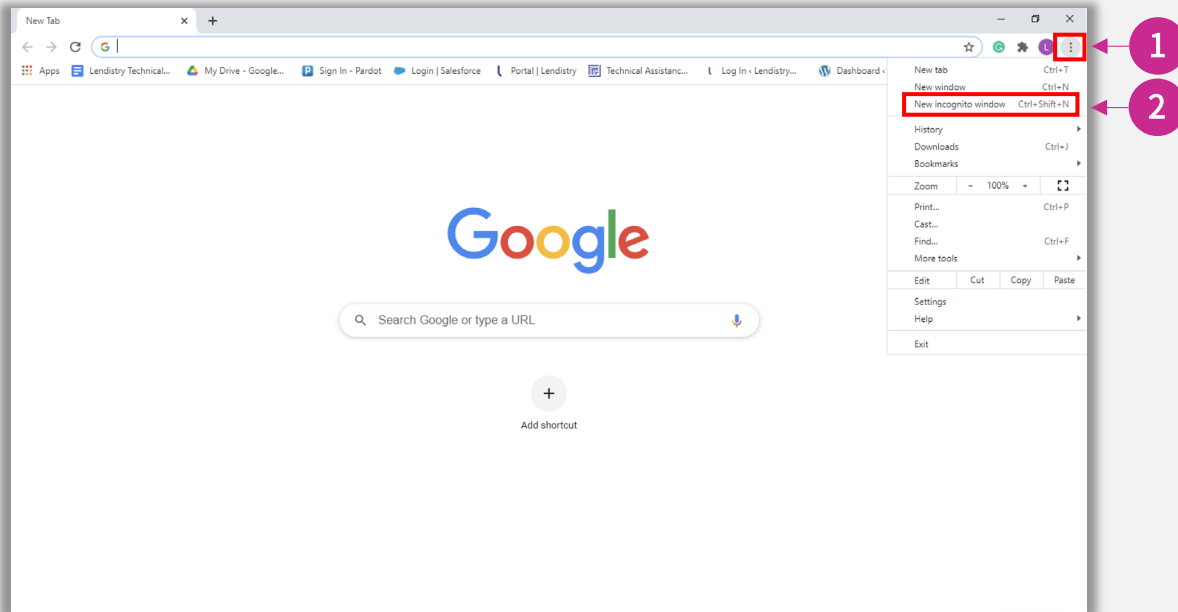 New Tab
1
Apps Lendistry Technical... My Drive - Google... Sign In - Pardot Login | Salesforce Portal | Lendistry Technical Assistanc... Log In ‹ Lendistry... Dashboard ‹
New tab Ctrl+T
New window Ctrl+N
New incognito window Ctrl+Shift+N
2
History
Downloads Ctrl+J
Bookmarks
Zoom - 100% +
Print... Ctrl+P
Cast...
Find... Ctrl+F
More tools
Edit Cut Copy Paste
Settings
Help
Exit
Google
Search Google or type a URL
Add shortcut